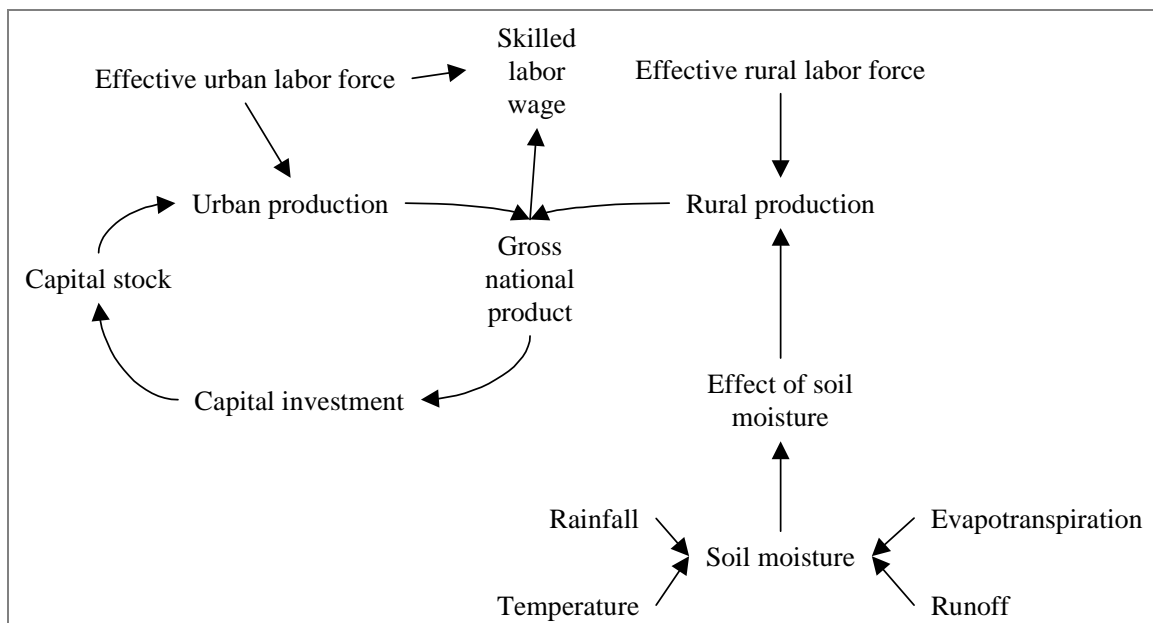 Skilled
labor
wage
Effective urban labor force
Effective rural labor force
Urban production
Rural production
Gross
national
product
Capital stock
Capital investment
Effect of soil
moisture
Rainfall
Evapotranspiration
Soil moisture
Temperature
Runoff